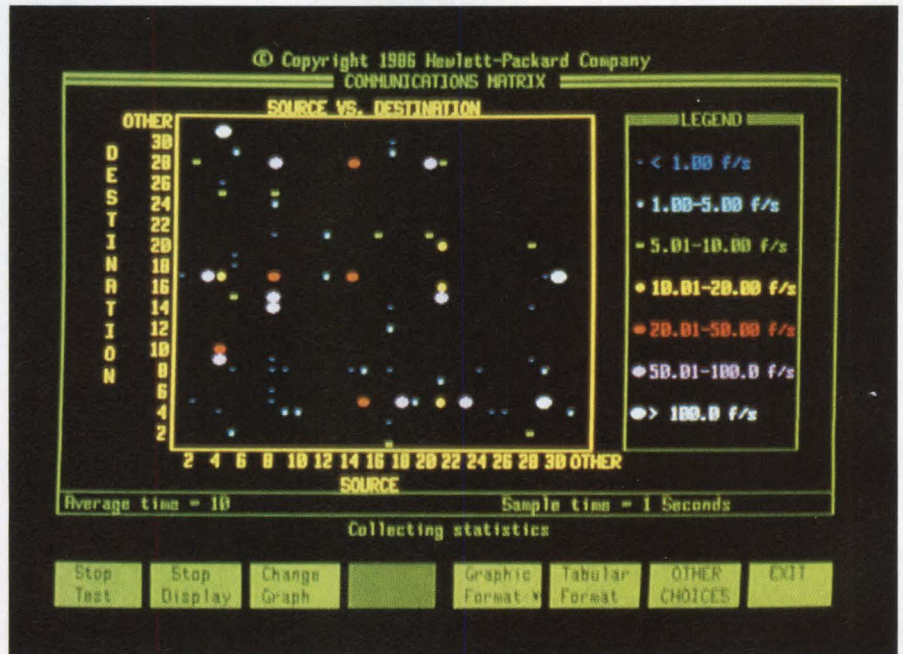 © Copyright 1986 Hewlett-Packard Company
COMMUNICATIONS MATRIX
SOURCE VS. DESTINATION
OTHER
30
28
26
24
22
20
18
16
14
12
10
8
6
4
2
DESTINATION
2 4 6 8 10 12 14 16 18 20 22 24 26 28 30 OTHER
SOURCE
LEGEND
< 1.00 f/s
1.00-5.00 f/s
5.01-10.00 f/s
10.01-20.00 f/s
20.01-50.00 f/s
50.01-100.0 f/s
> 100.0 f/s
Average time = 10 Sample time = 1 Seconds
Collecting statistics
Stop Test
Stop Display
Change Graph
Graphic Format
Tabular Format
OTHER CHOICES
EXIT